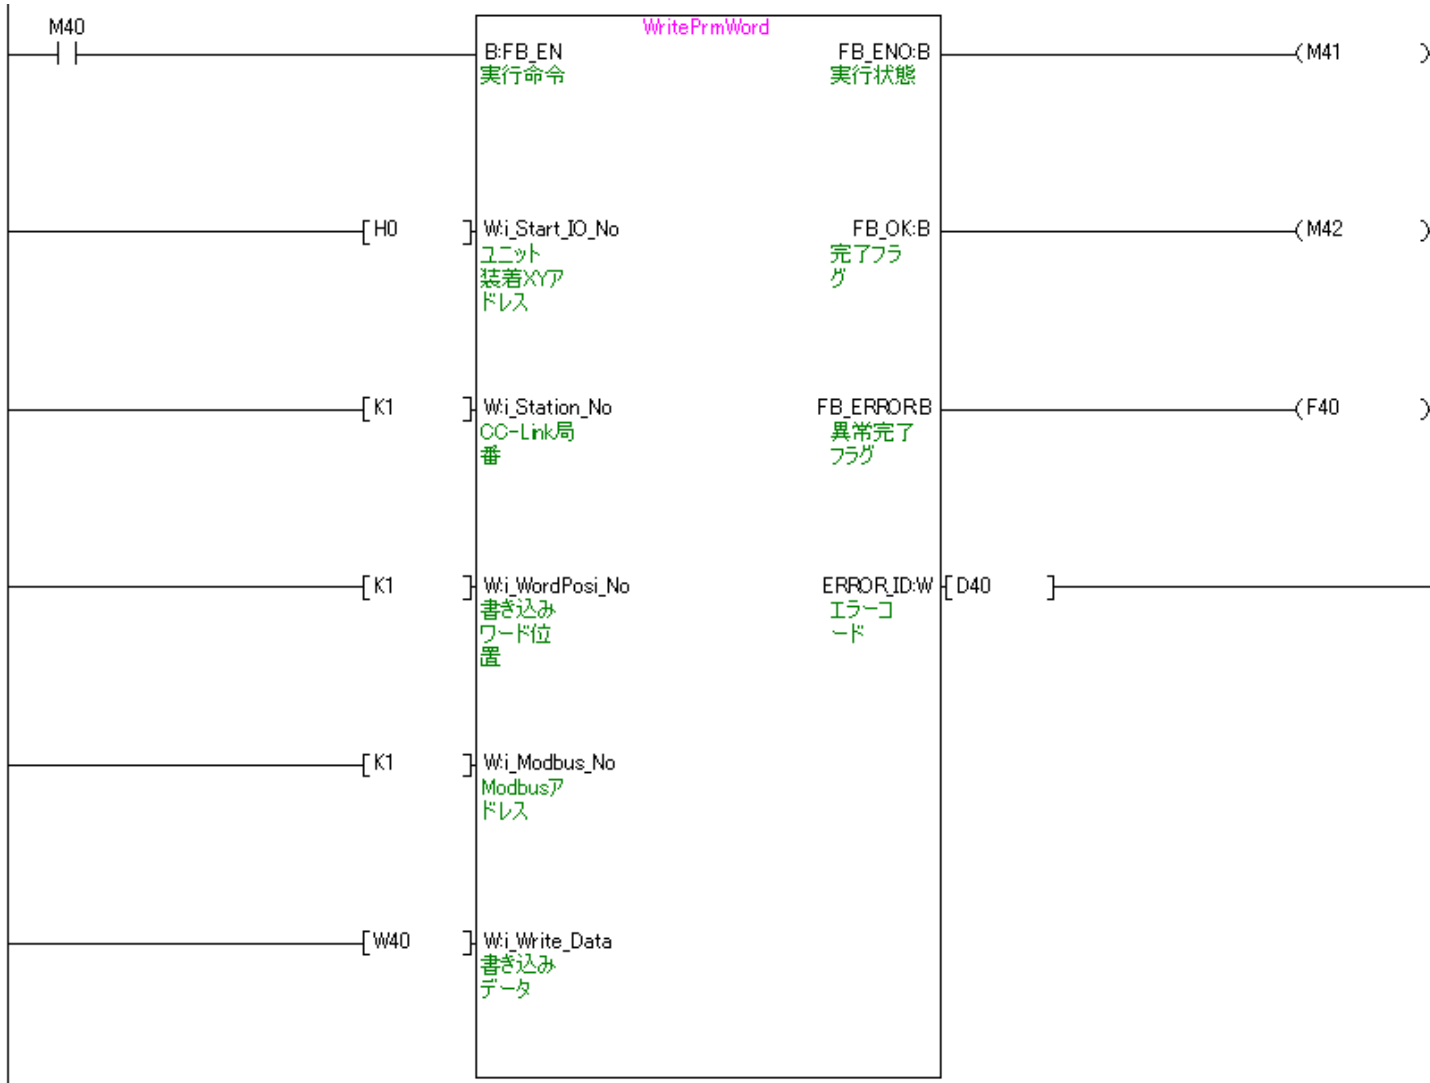 M40
WritePrmWord
B:FB_EN
実行命令
FB_ENO:B
実行状態
(M41 )
[H0 ]
W:i_Start_IO_No
ユニット
装着XYア
ドレス
FB_OK:B
完了フラ
グ
(M42 )
[K1 ]
W:i_Station_No
CC-Link局
番
FB_ERROR:B
異常完了
フラグ
(F40 )
[K1 ]
W:i_WordPosi_No
書き込み
ワード位
置
ERROR_ID:W
エラーコ
ード
[D40 ]
[K1 ]
W:i_Modbus_No
Modbusア
ドレス
[W40 ]
W:i_Write_Data
書き込み
データ